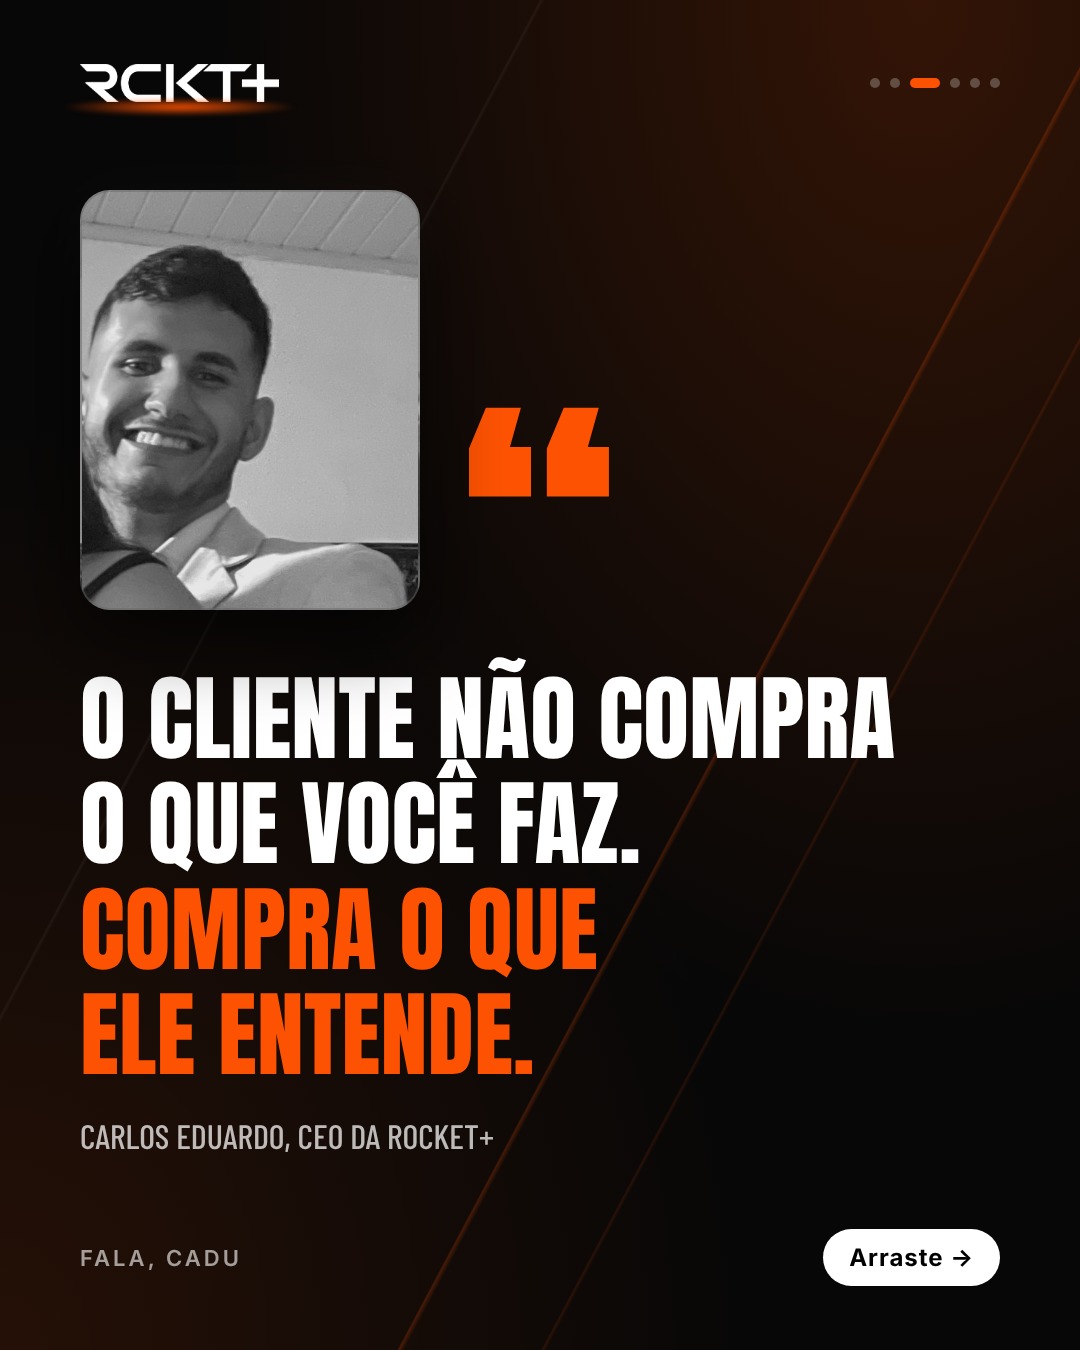 RCKT+
“
O CLIENTE NÃO COMPRA
O QUE VOCÊ FAZ.
COMPRA O QUE
ELE ENTENDE.
CARLOS EDUARDO, CEO DA ROCKET+
FALA, CADU
Arraste →